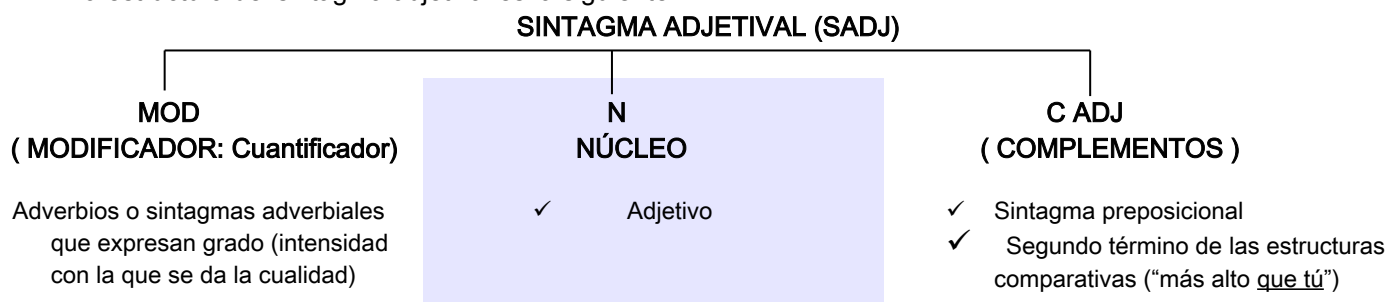 SINTAGMA ADJETIVAL (SADJ)
MOD
( MODIFICADOR: Cuantificador)
Adverbios o sintagmas adverbiales
que expresan grado (intensidad
con la que se da la cualidad)
N
NÚCLEO
✓ Adjetivo
C ADJ
( COMPLEMENTOS )
✓ Sintagma preposicional
✓ Segundo término de las estructuras
comparativas (“más alto que tú”)